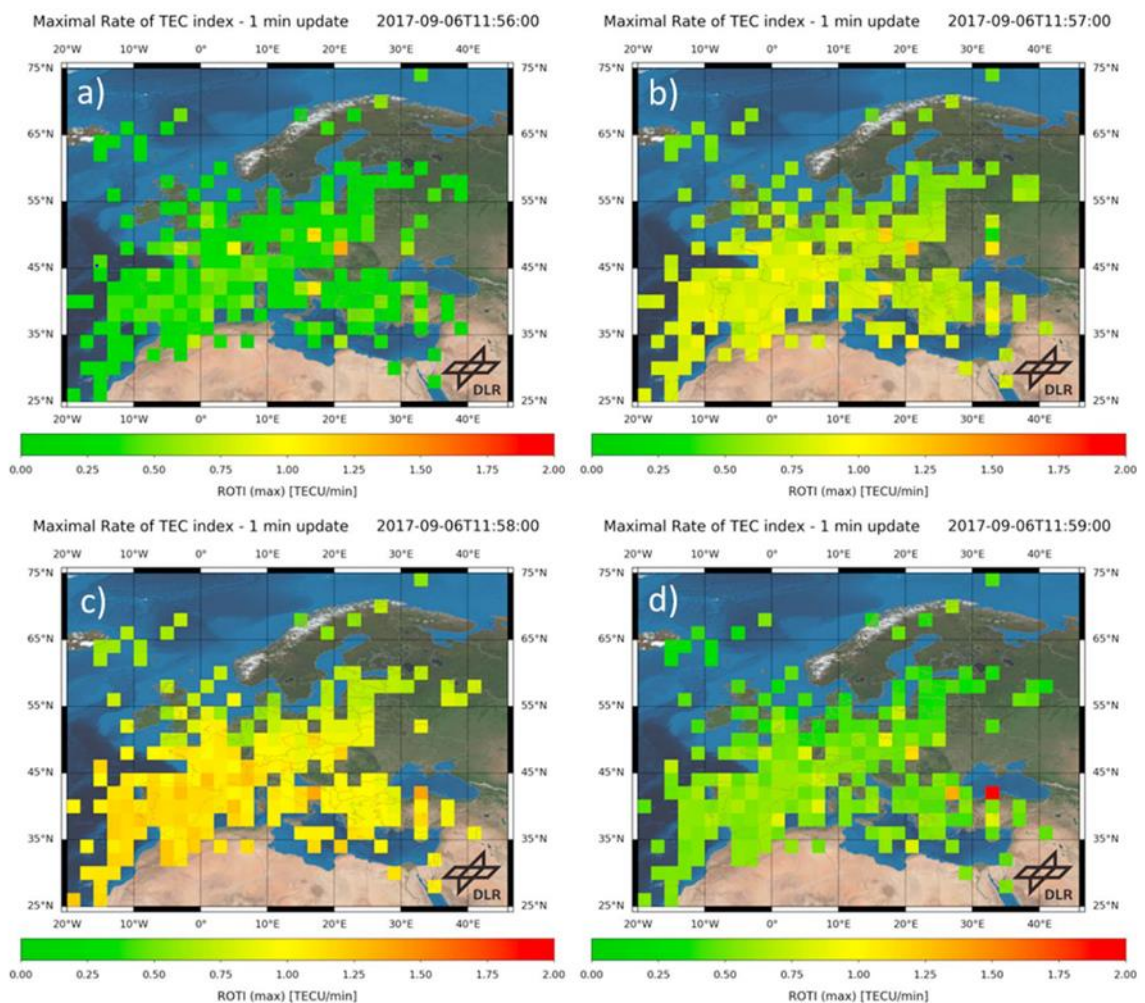 Maximal Rate of TEC index - 1 min update 2017-09-06T11:56:00
20°W 10°W 0° 10°E 20°E 30°E 40°E
a)
75°N 75°N
65°N 65°N
55°N 55°N
45°N 45°N
35°N 35°N
DLR
25°N 25°N
20°W 10°W 0° 10°E 20°E 30°E 40°E
0.00 0.25 0.50 0.75 1.00 1.25 1.50 1.75 2.00
ROTI (max) [TECU/min]
Maximal Rate of TEC index - 1 min update 2017-09-06T11:57:00
20°W 10°W 0° 10°E 20°E 30°E 40°E
b)
75°N 75°N
65°N 65°N
55°N 55°N
45°N 45°N
35°N 35°N
DLR
25°N 25°N
20°W 10°W 0° 10°E 20°E 30°E 40°E
0.00 0.25 0.50 0.75 1.00 1.25 1.50 1.75 2.00
ROTI (max) [TECU/min]
Maximal Rate of TEC index - 1 min update 2017-09-06T11:58:00
20°W 10°W 0° 10°E 20°E 30°E 40°E
c)
75°N 75°N
65°N 65°N
55°N 55°N
45°N 45°N
35°N 35°N
DLR
25°N 25°N
20°W 10°W 0° 10°E 20°E 30°E 40°E
0.00 0.25 0.50 0.75 1.00 1.25 1.50 1.75 2.00
ROTI (max) [TECU/min]
Maximal Rate of TEC index - 1 min update 2017-09-06T11:59:00
20°W 10°W 0° 10°E 20°E 30°E 40°E
d)
75°N 75°N
65°N 65°N
55°N 55°N
45°N 45°N
35°N 35°N
DLR
25°N 25°N
20°W 10°W 0° 10°E 20°E 30°E 40°E
0.00 0.25 0.50 0.75 1.00 1.25 1.50 1.75 2.00
ROTI (max) [TECU/min]